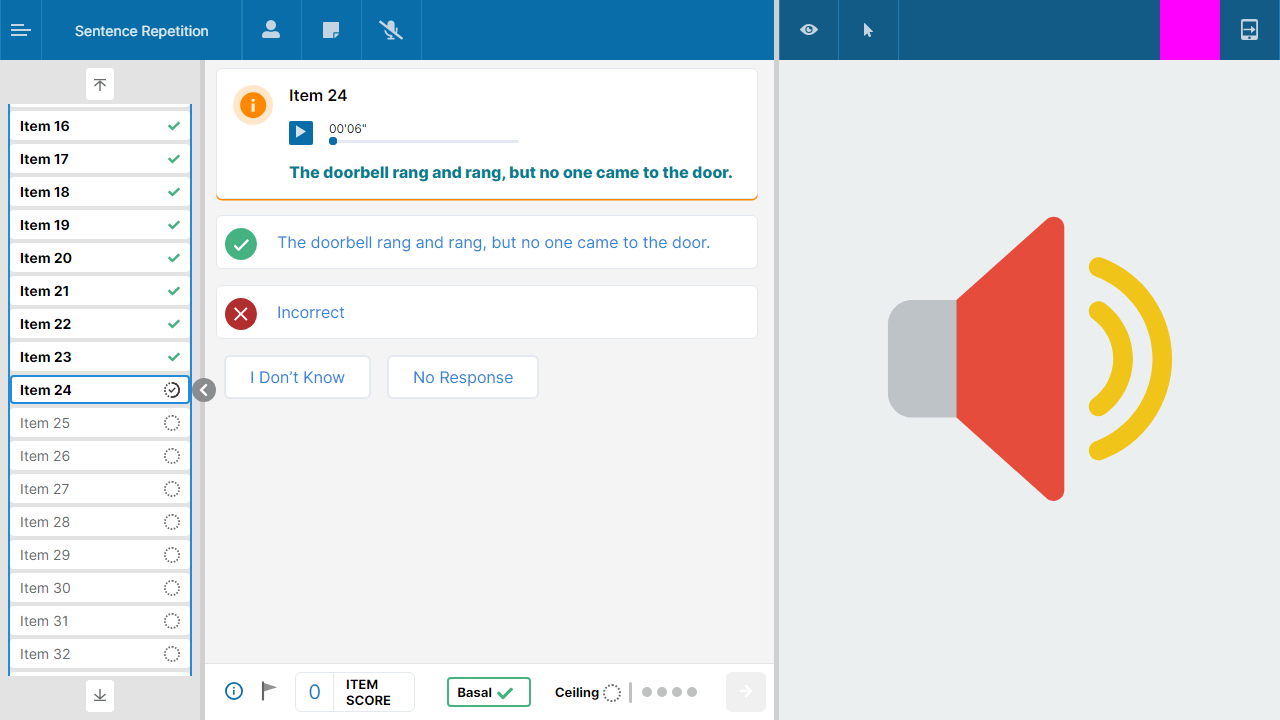 Sentence Repetition
Item 16
Item 17
Item 18
Item 19
Item 20
Item 21
Item 22
Item 23
Item 24
Item 25
Item 26
Item 27
Item 28
Item 29
Item 30
Item 31
Item 32
Item 24
00'06"
The doorbell rang and rang, but no one came to the door.
The doorbell rang and rang, but no one came to the door.
Incorrect
I Don’t Know
No Response
0
ITEM
SCORE
Basal
Ceiling